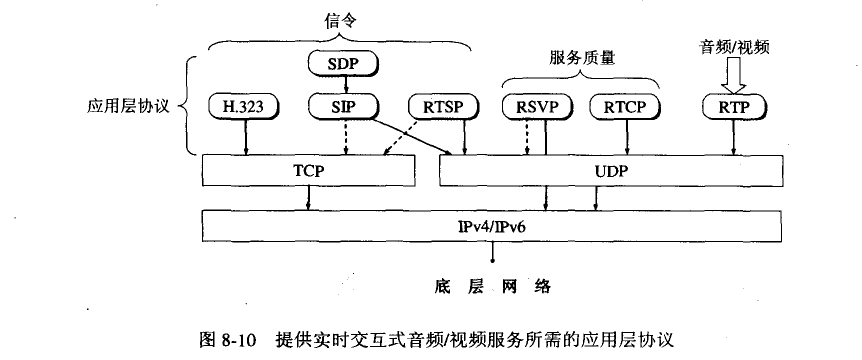 信令
SDP
服务质量
音频/视频
应用层协议
H.323
SIP
RTSP
RSVP
RTCP
RTP
TCP
UDP
IPv4/IPv6
底层网络
图 8-10 提供实时交互式音频/视频服务所需的应用层协议